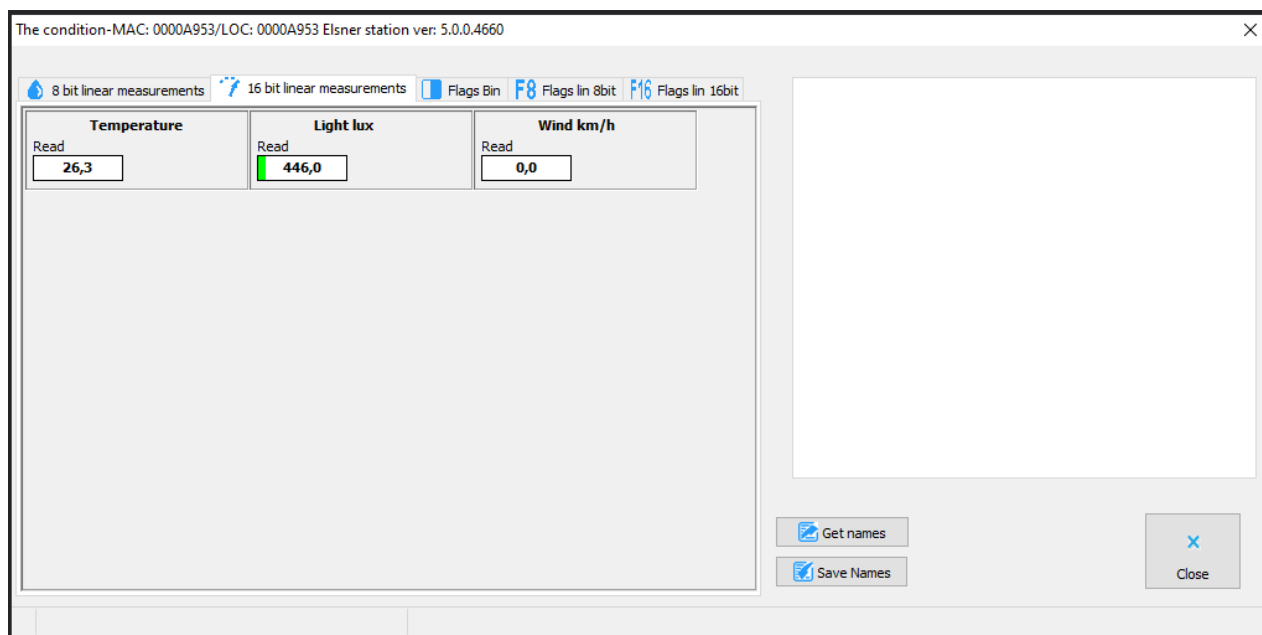 The condition-MAC: 0000A953/LOC: 0000A953 Elsner station ver: 5.0.0.4660
8 bit linear measurements 16 bit linear measurements Flags Bin F8 Flags lin 8bit F16 Flags lin 16bit
Temperature Light lux Wind km/h
Read Read Read
26,3 446,0 0,0
Get names
Save Names
Close